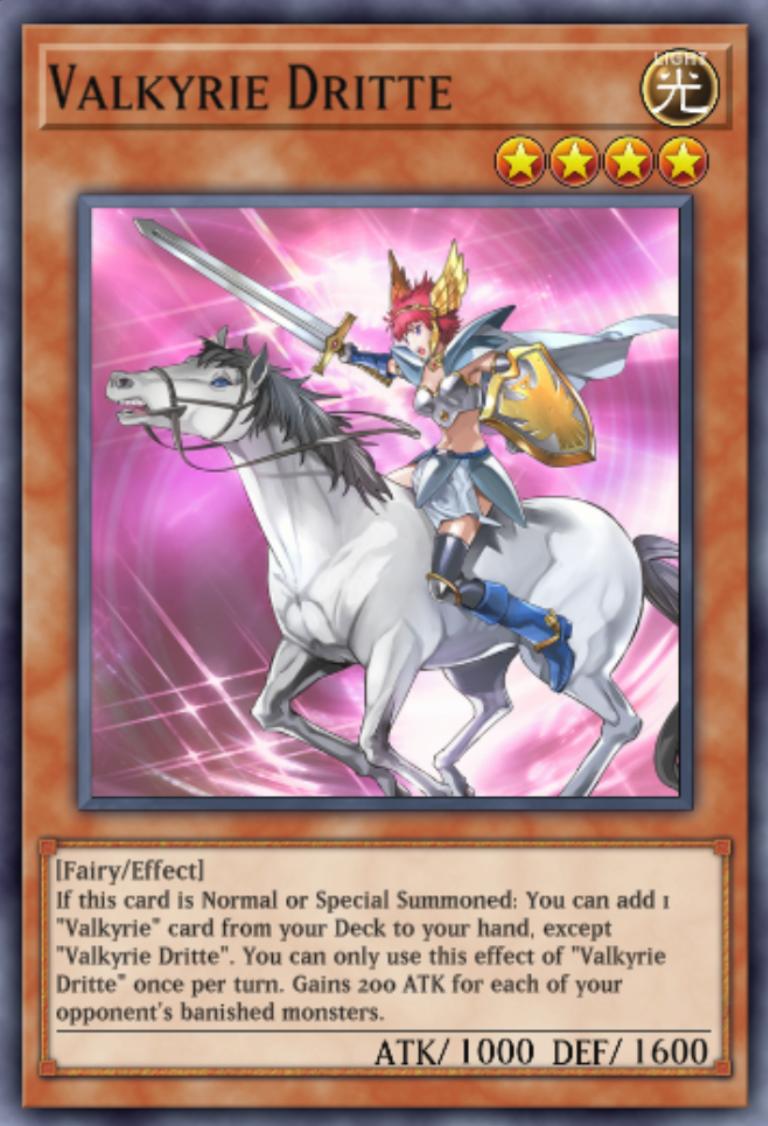 Valkyrie Dritte
LIGHT
光
[Fairy/Effect]
If this card is Normal or Special Summoned: You can add 1
"Valkyrie" card from your Deck to your hand, except
"Valkyrie Dritte". You can only use this effect of "Valkyrie
Dritte" once per turn. Gains 200 ATK for each of your
opponent's banished monsters.
ATK/ 1000 DEF/ 1600